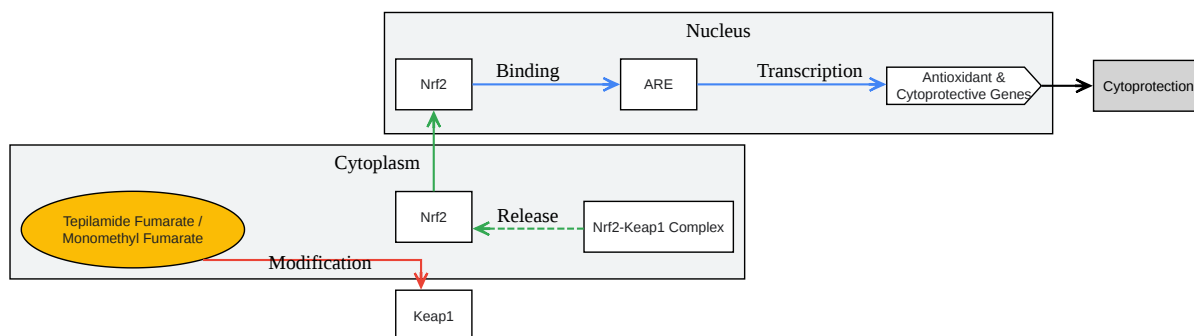 Nucleus
Nrf2
Binding
ARE
Transcription
Antioxidant &
Cytoprotective Genes
Cytoprotection
Cytoplasm
Tepilamide Fumarate /
Monomethyl Fumarate
Nrf2
Release
Nrf2-Keap1 Complex
Modification
Keap1